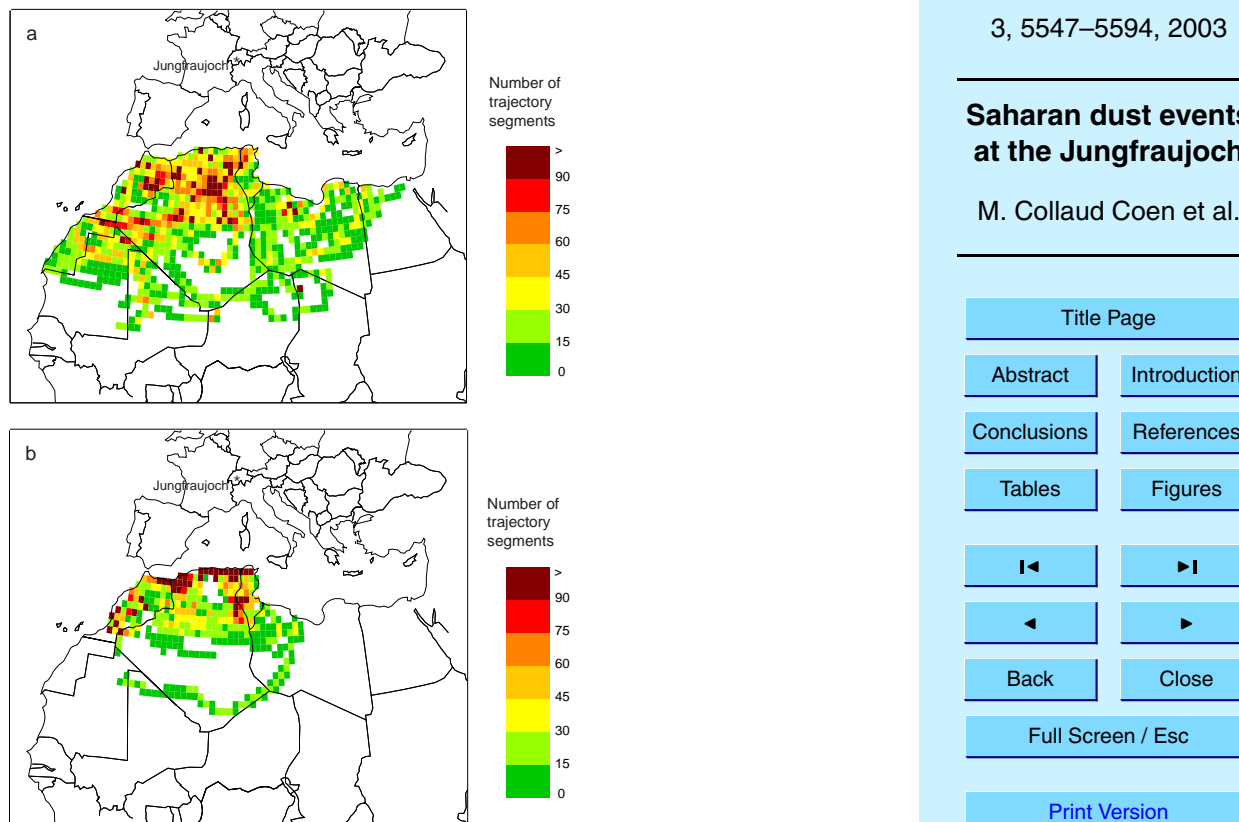 a
Jungfraujoch *
Number of
trajectory
segments
>
90
75
60
45
30
15
0
b
Jungfraujoch *
Number of
trajectory
segments
>
90
75
60
45
30
15
0
3, 5547–5594, 2003
Saharan dust events
at the Jungfraujoch
M. Collaud Coen et al.
Title Page
Abstract Introduction
Conclusions References
Tables Figures
Back Close
Full Screen / Esc
Print Version